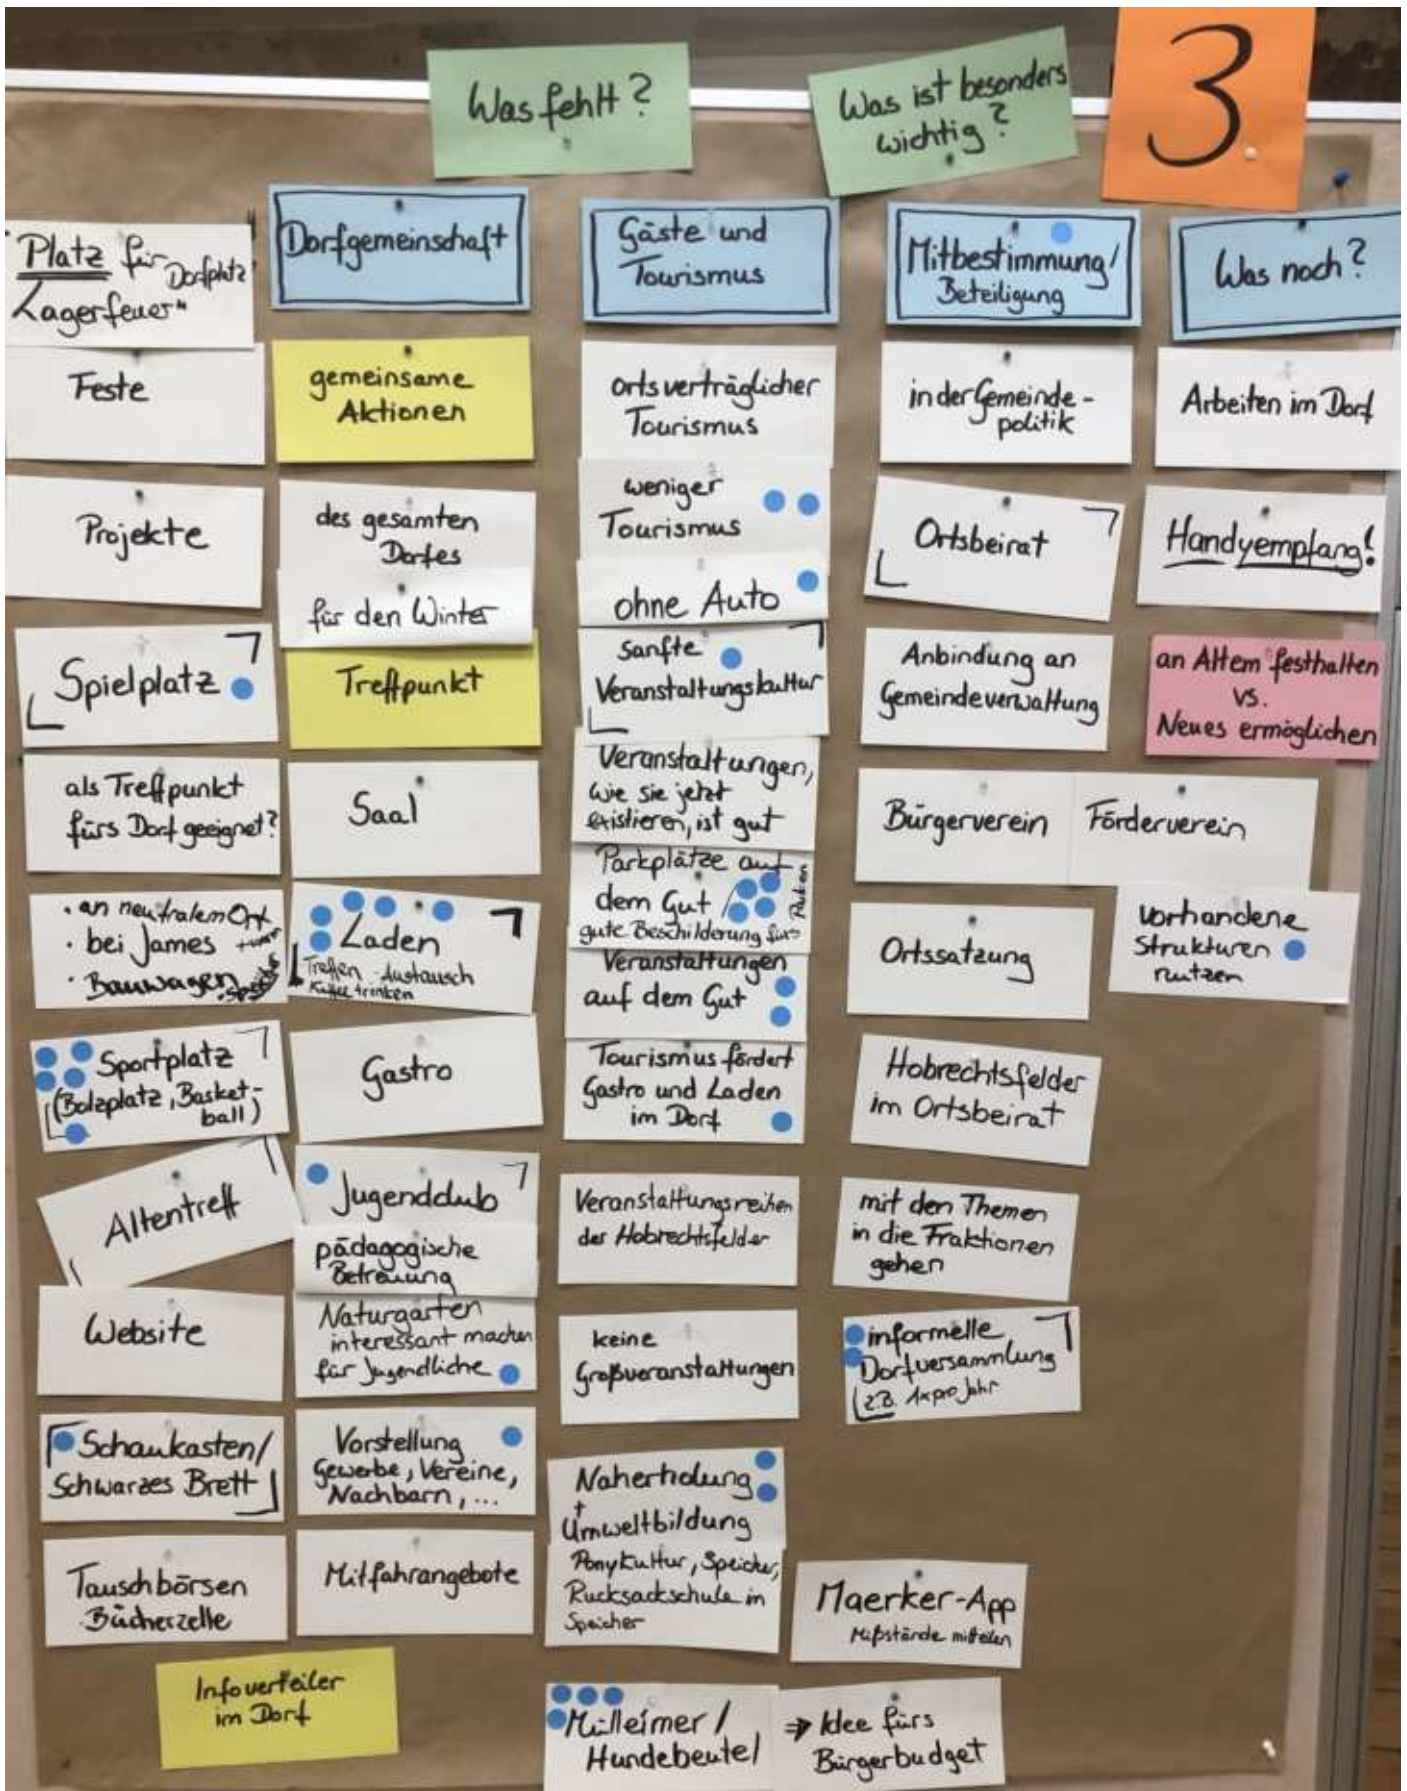 Was fehlt?
Was ist besonders
wichtig?
3.
"Platz für Dorfplatz
Lagerfeuer"
Feste
Projekte
Spielplatz
als Treffpunkt
fürs Dorf geeignet?
• an neutralem Ort
• bei James
• Bauwagen
Sportplatz
(Bolzplatz, Basket-
ball)
Altentreff
Website
Schaukasten/
Schwarzes Brett
Tauschbörsen
Bücherzelle
Infoverteiler
im Dorf
Dorfgemeinschaft
gemeinsame
Aktionen
des gesamten
Dorfes
für den Winter
Treffpunkt
Saal
Laden
Treffen Austausch
Kaffee trinken
Gastro
Jugendclub
pädagogische
Betreuung
Naturgärten
interessant machen
für Jugendliche
Vorstellung
Gewerbe, Vereine,
Nachbarn, ...
Mitfahrangebote
Gäste und
Tourismus
ortsverträglicher
Tourismus
weniger
Tourismus
ohne Auto
sanfte
Veranstaltungskultur
Veranstaltungen,
wie sie jetzt
existieren, ist gut
Parkplätze auf
dem Gut /
gute Beschilderung fürs
Parken
Veranstaltungen
auf dem Gut
Tourismus fördert
Gastro und Laden
im Dorf
Veranstaltungsreihen
der Hobrechtsfelder
keine
Großveranstaltungen
Naherholung
+
Umweltbildung
Ponykultur, Speicher,
Rucksackschule in
Speicher
Mülleimer /
Hundebeutel
⇒ Idee fürs
Bürgerbudget
Mitbestimmung/
Beteiligung
in der Gemeinde-
politik
Ortsbeirat
Anbindung an
Gemeindeverwaltung
Bürgerverein
Förderverein
Ortssatzung
Hobrechtsfelder
im Ortsbeirat
mit den Themen
in die Fraktionen
gehen
informelle
Dorfversammlung
z.B. 1x pro Jahr
Maerker-App
Mißstände mitteilen
Was noch?
Arbeiten im Dorf
Handyempfang!
an Altem festhalten
vs.
Neues ermöglichen
vorhandene
Strukturen
nutzen